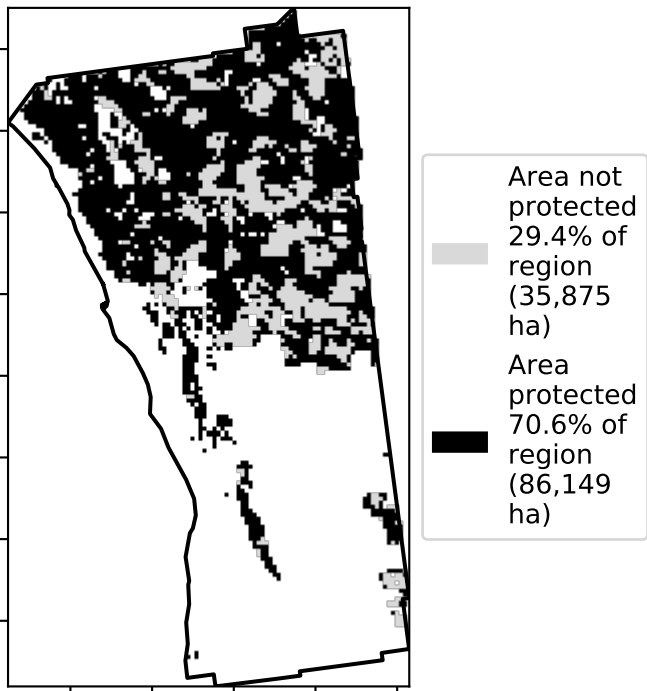 Area not
protected
29.4% of
region
(35,875
ha)
Area
protected
70.6% of
region
(86,149
ha)